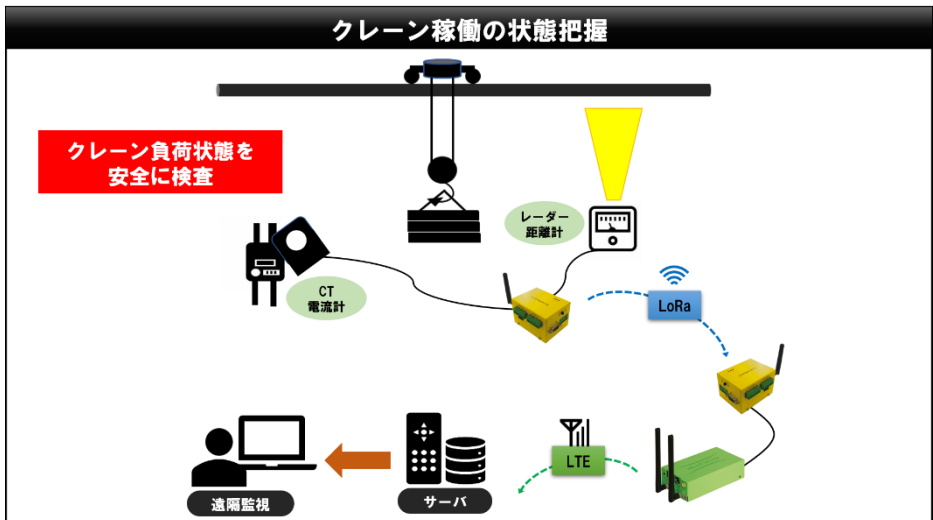 クレーン稼働の状態把握
クレーン負荷状態を
安全に検査
レーダー
距離計
CT
電流計
LoRa
LTE
遠隔監視
サーバ